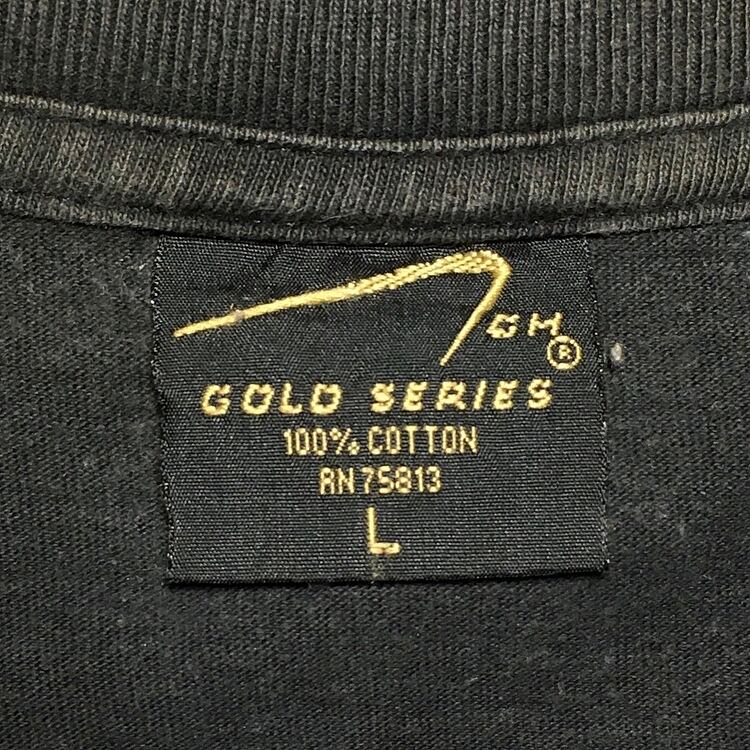 GH®
GOLD SERIES
100% COTTON
RN 75813
L